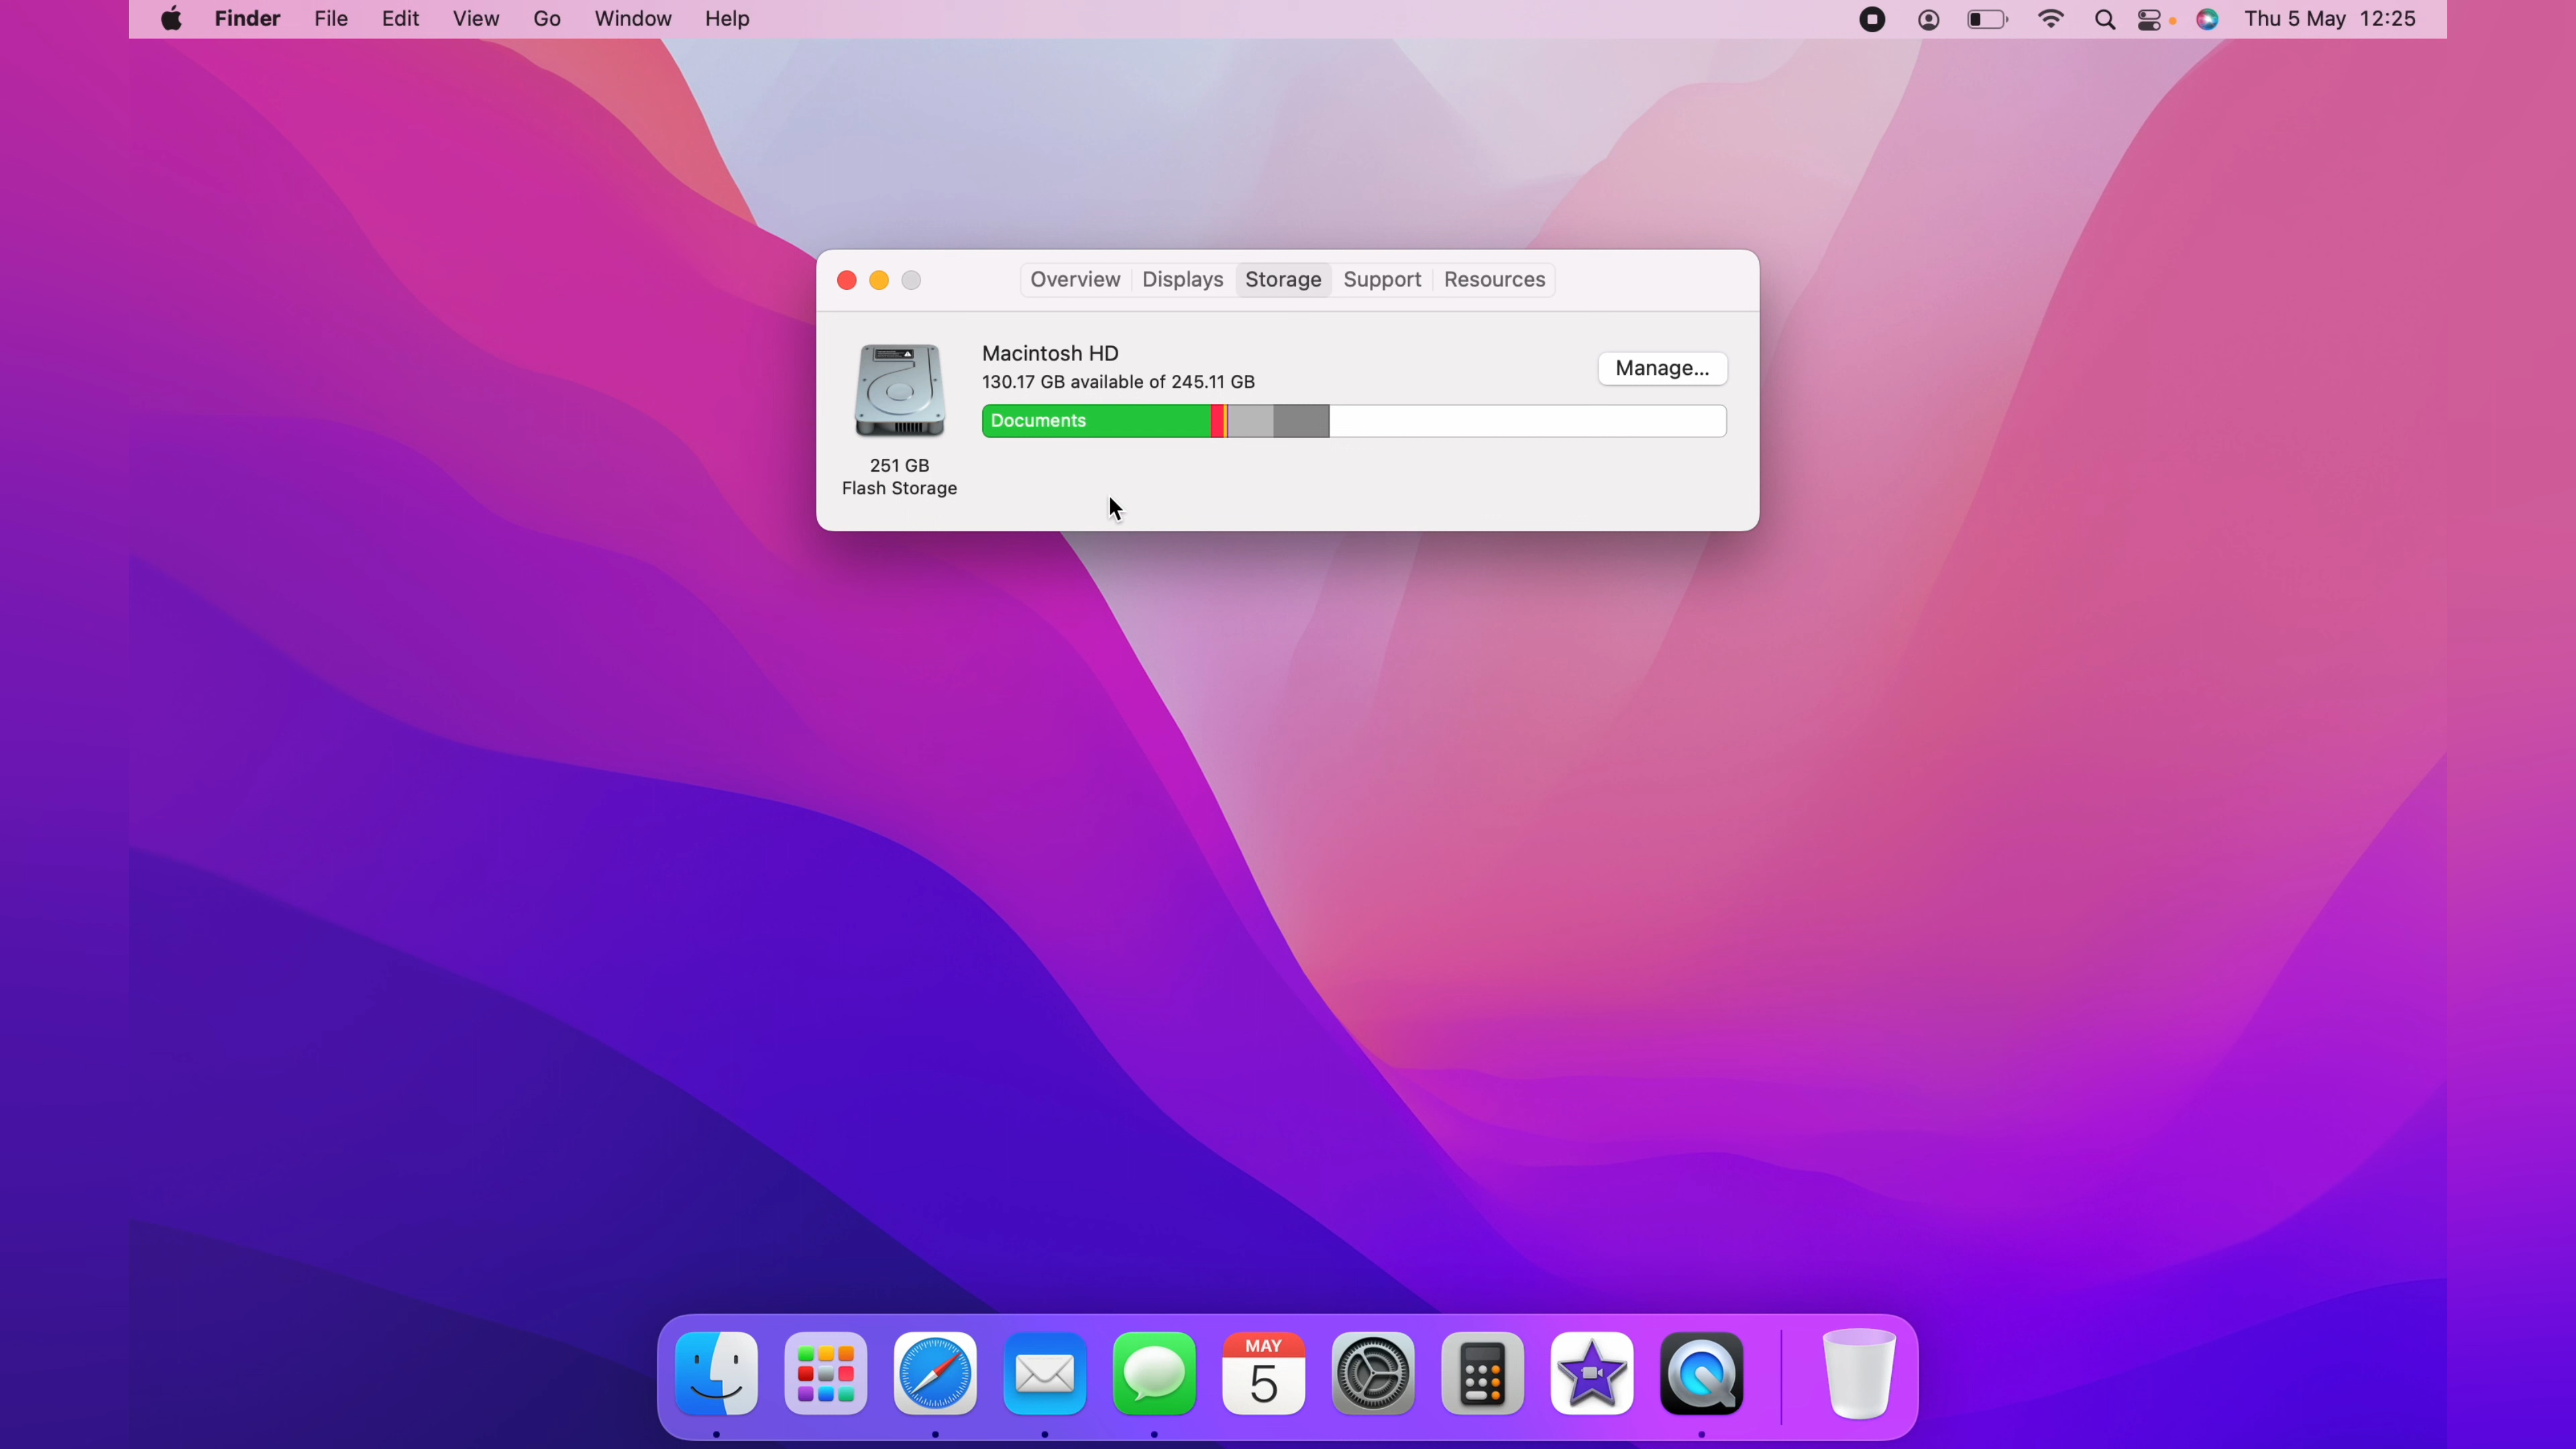 Finder File Edit View Go Window Help Thu 5 May 12:25
Overview Displays Storage Support Resources
Macintosh HD
130.17 GB available of 245.11 GB
Manage...
Documents
251 GB
Flash Storage
MAY
5